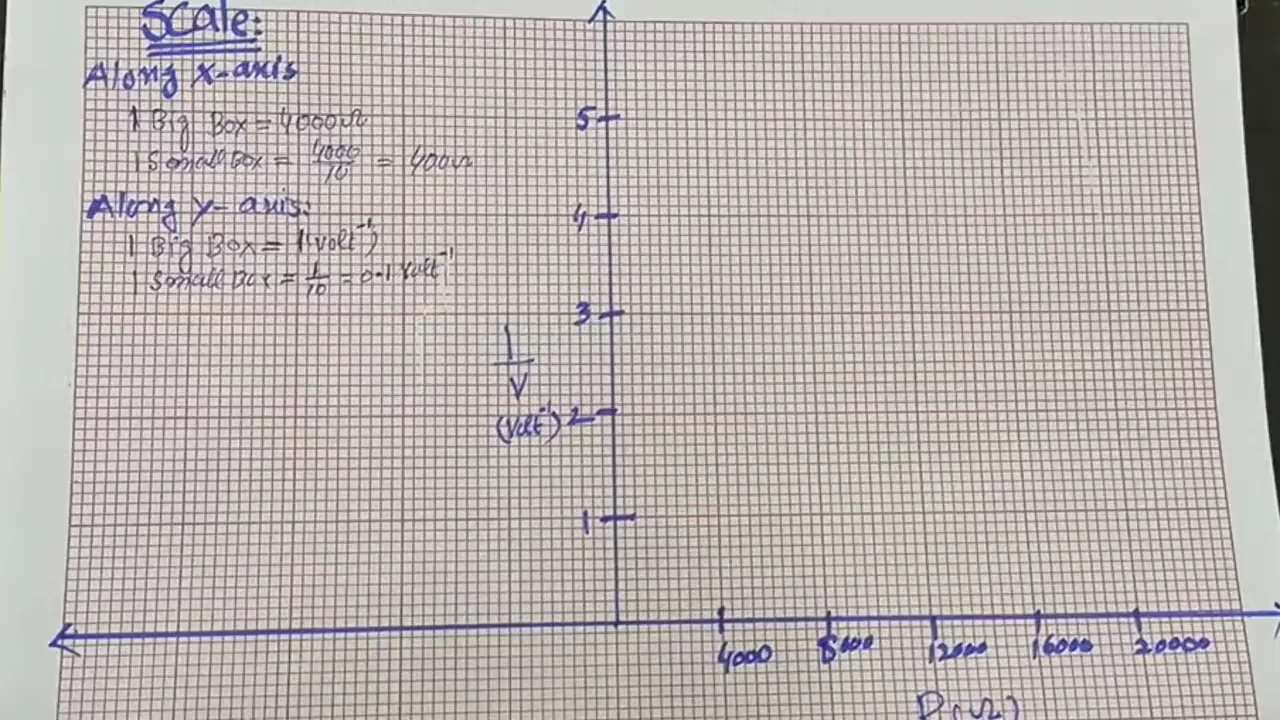 Scale:
Along x-axis
1 Big Box = 4000Ω
1 Small Box = 4000/10 = 400Ω
Along y-axis:
1 Big Box = 1(volt⁻¹)
1 Small Box = 1/10 = 0.1 Volt⁻¹
5
4
3
1/V
(Volt⁻¹) 2
1
4000 8000 12000 16000 20000
R(Ω)